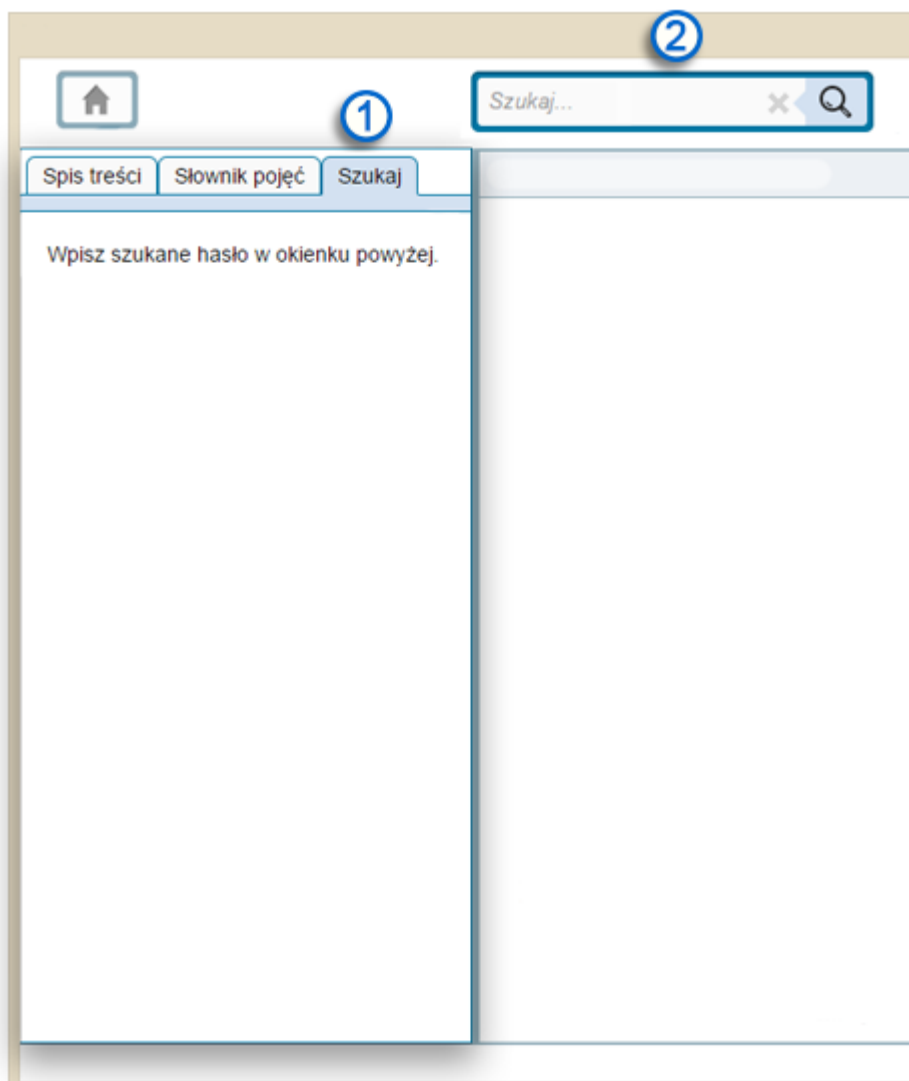 2
1
Szukaj...
Spis treści
Słownik pojęć
Szukaj
Wpisz szukane hasło w okienku powyżej.